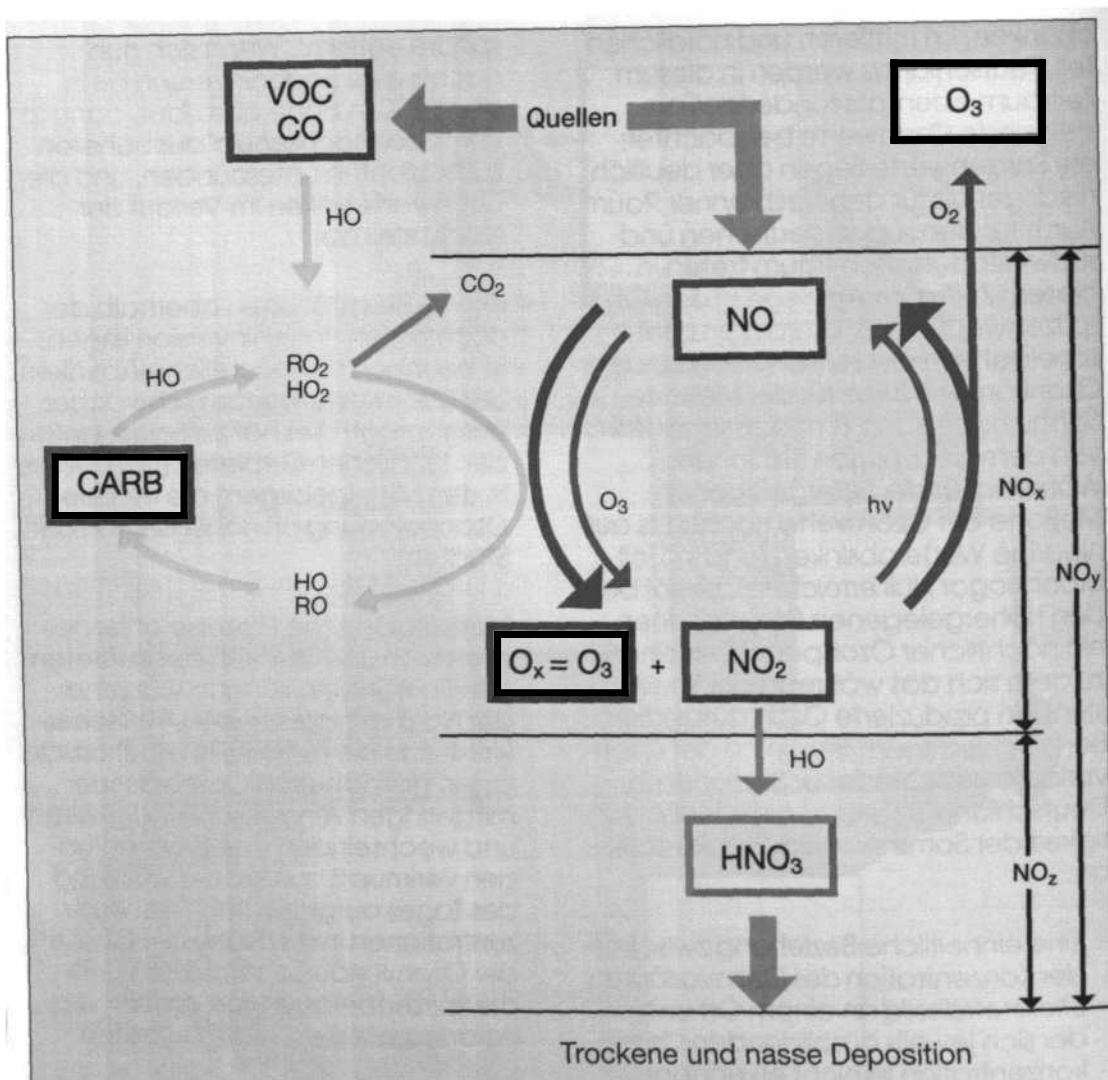 VOC
CO
Quellen
O₃
HO
O₂
CO₂
NO
RO₂
HO₂
HO
CARB
O₃
hν
NOₓ
NOy
HO
RO
Oₓ = O₃ + NO₂
HO
HNO₃
NO_z
Trockene und nasse Deposition